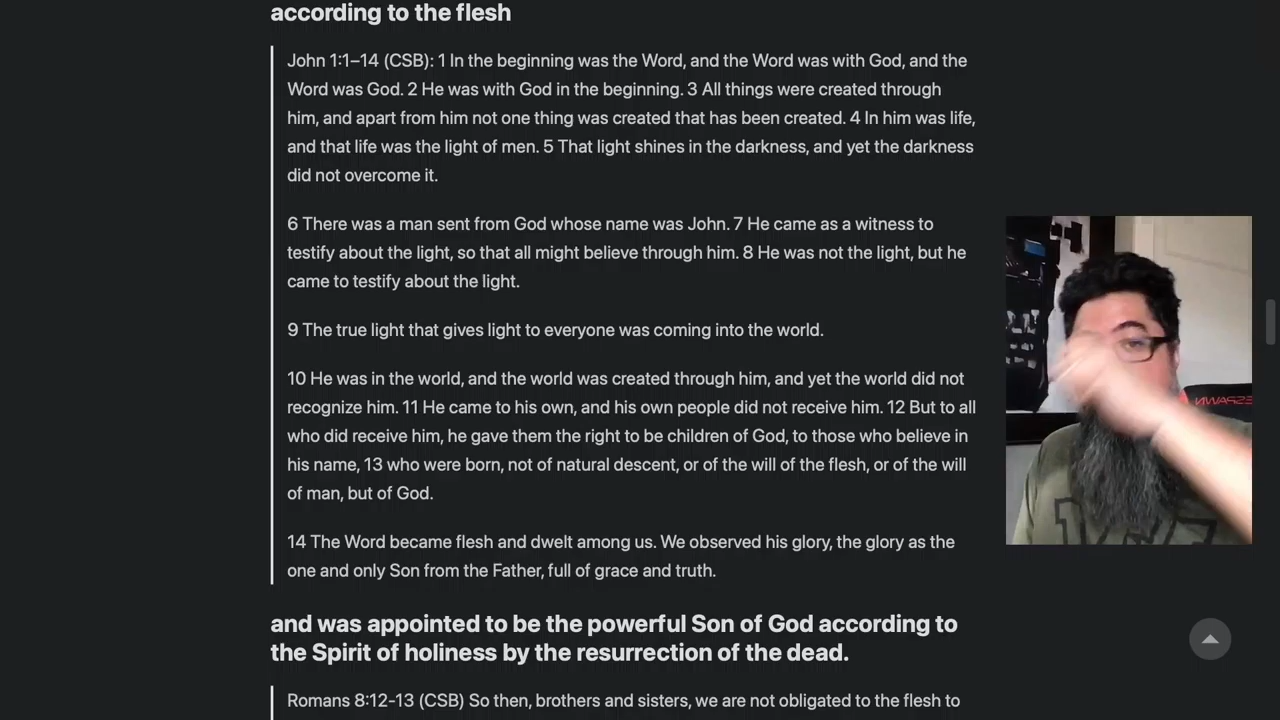 according to the flesh
John 1:1–14 (CSB): 1 In the beginning was the Word, and the Word was with God, and the
Word was God. 2 He was with God in the beginning. 3 All things were created through
him, and apart from him not one thing was created that has been created. 4 In him was life,
and that life was the light of men. 5 That light shines in the darkness, and yet the darkness
did not overcome it.
6 There was a man sent from God whose name was John. 7 He came as a witness to
testify about the light, so that all might believe through him. 8 He was not the light, but he
came to testify about the light.
9 The true light that gives light to everyone was coming into the world.
10 He was in the world, and the world was created through him, and yet the world did not
recognize him. 11 He came to his own, and his own people did not receive him. 12 But to all
who did receive him, he gave them the right to be children of God, to those who believe in
his name, 13 who were born, not of natural descent, or of the will of the flesh, or of the will
of man, but of God.
14 The Word became flesh and dwelt among us. We observed his glory, the glory as the
one and only Son from the Father, full of grace and truth.
and was appointed to be the powerful Son of God according to
the Spirit of holiness by the resurrection of the dead.
Romans 8:12-13 (CSB) So then, brothers and sisters, we are not obligated to the flesh to